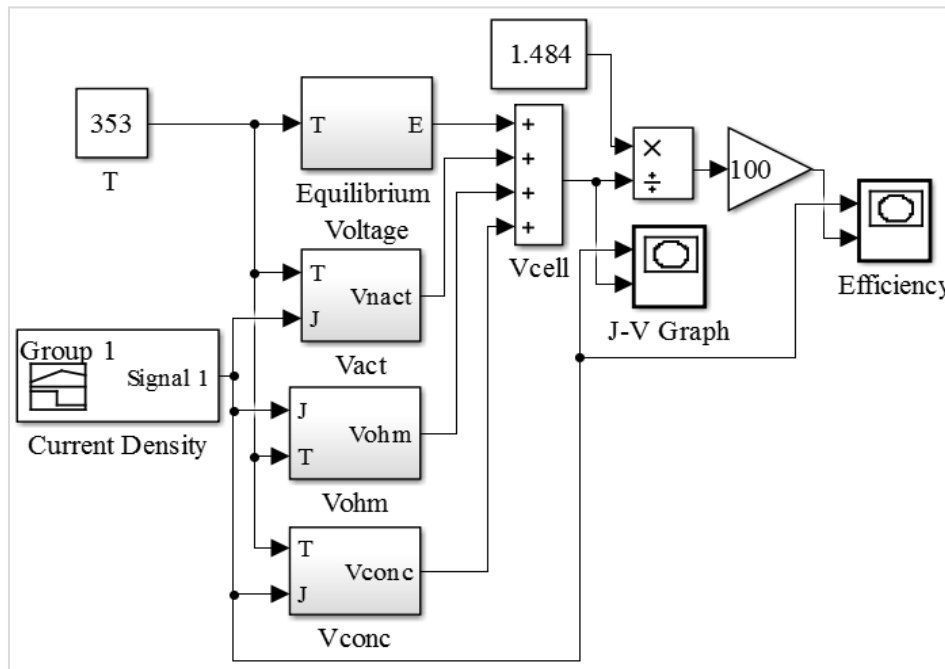 1.484
353
T
T E
Equilibrium
Voltage
+
+
+
+
Vcell
×
÷
100
Efficiency
J-V Graph
T
Vnact
J
Vact
Group 1
Signal 1
Current Density
J
Vohm
T
Vohm
T
Vconc
J
Vconc